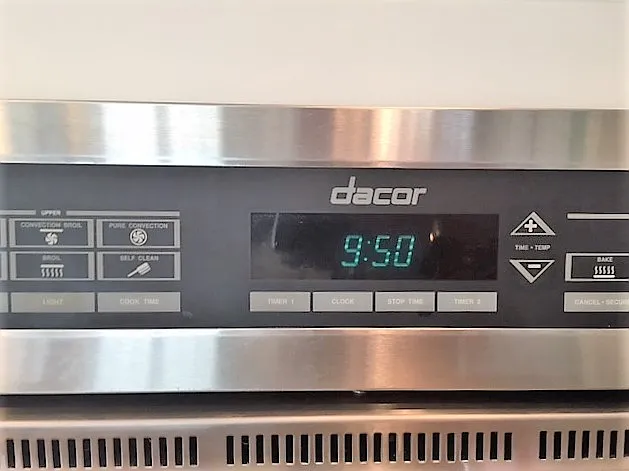 dacor
UPPER
CONVECTION BROIL
PURE CONVECTION
9:50
TIME • TEMP
BROIL
SELF CLEAN
BAKE
LIGHT
COOK TIME
TIMER 1
CLOCK
STOP TIME
TIMER 2
CANCEL • SECURE